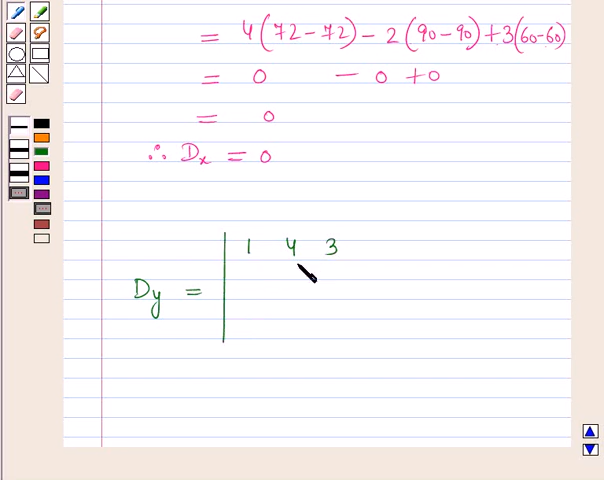 = 4(72-72) - 2(90-90) + 3(60-60)
= 0 - 0 + 0
= 0
∴ Dx = 0
1 4 3
Dy =